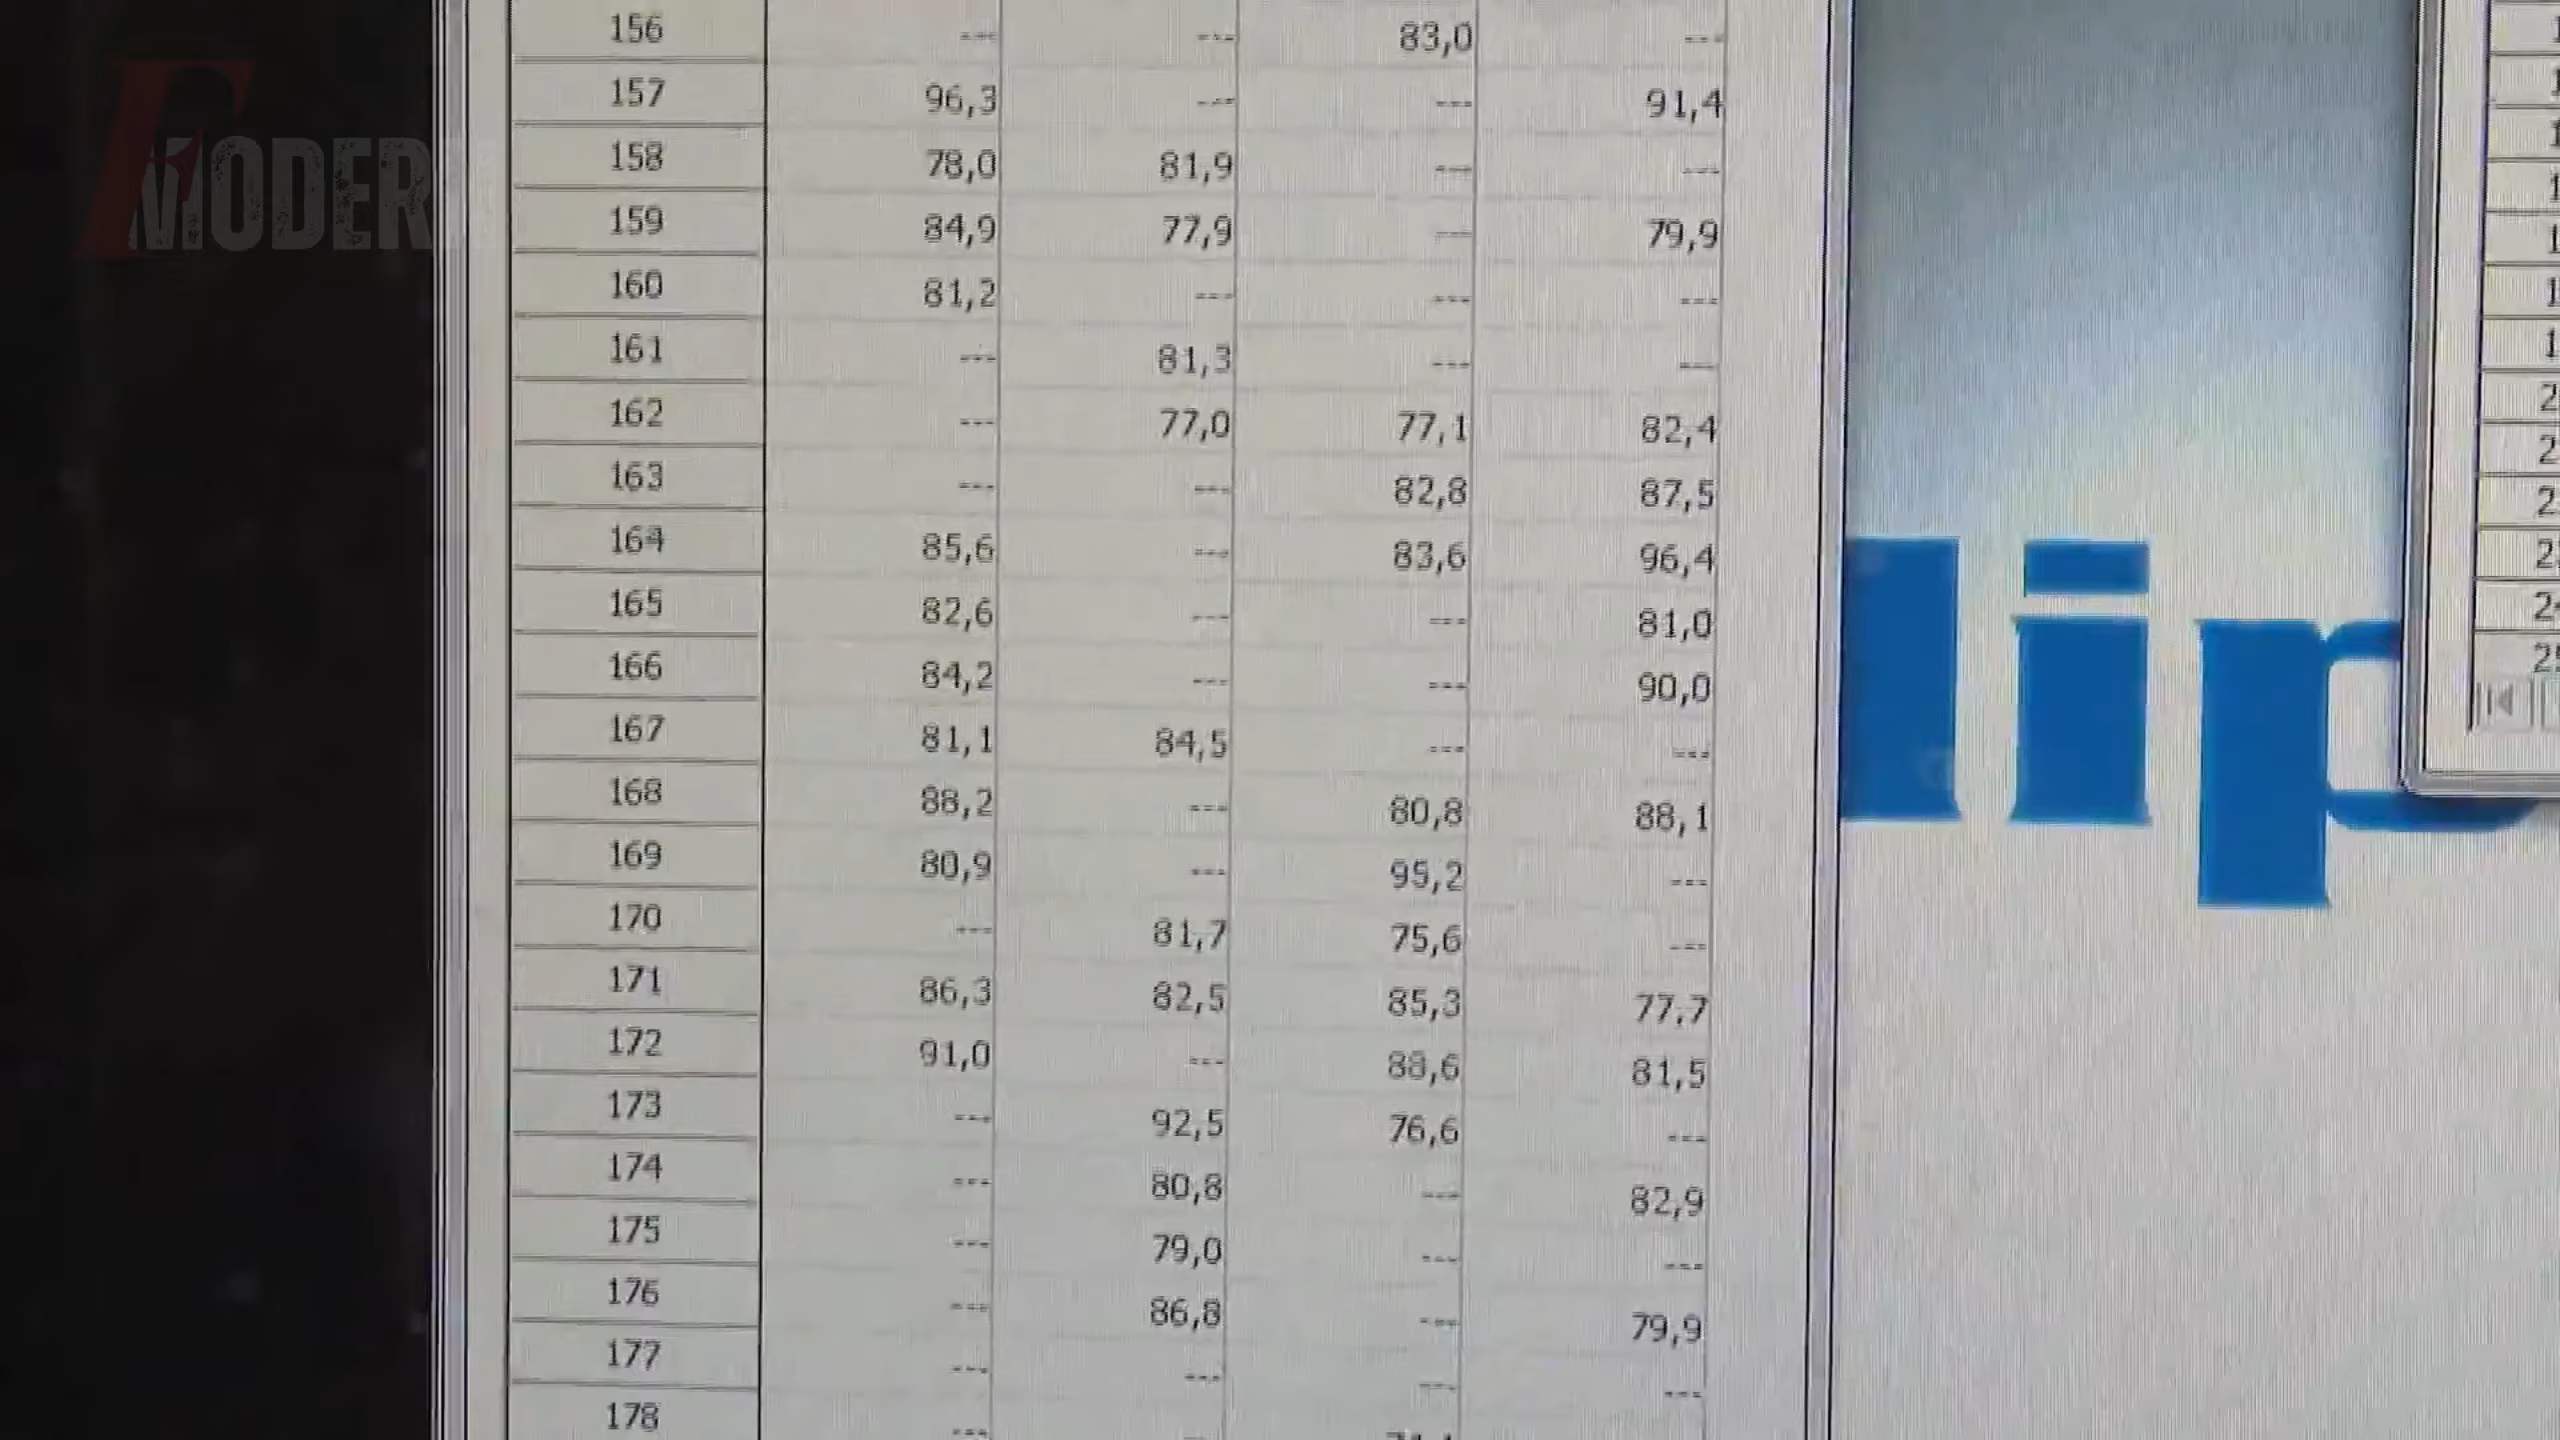 MODER
156 --- --- 83,0 ---
157 96,3 --- --- 91,4
158 78,0 81,9 --- ---
159 84,9 77,9 --- 79,9
160 81,2 --- --- ---
161 --- 81,3 --- ---
162 --- 77,0 77,1 82,4
163 --- --- 82,8 87,5
164 85,6 --- 83,6 96,4
165 82,6 --- --- 81,0
166 84,2 --- --- 90,0
167 81,1 84,5 --- ---
168 88,2 --- 80,8 88,1
169 80,9 --- 95,2 ---
170 --- 81,7 75,6 ---
171 86,3 82,5 85,3 77,7
172 91,0 --- 88,6 81,5
173 --- 92,5 76,6 ---
174 --- 80,8 --- 82,9
175 --- 79,0 --- ---
176 --- 86,8 --- 79,9
177 --- --- --- ---
178 ---
lip